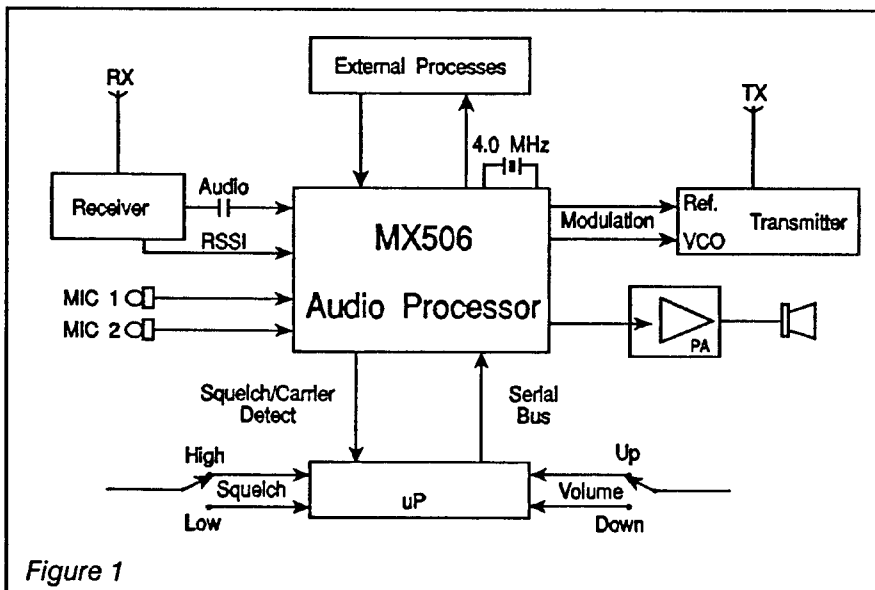 External Processes
RX
TX
4.0 MHz
Audio
Receiver
RSSI
MX506
Audio Processor
Modulation
Ref.
VCO
Transmitter
MIC 1
MIC 2
PA
Squelch/Carrier
Detect
Serial
Bus
High
Squelch
Low
uP
Up
Volume
Down
Figure 1